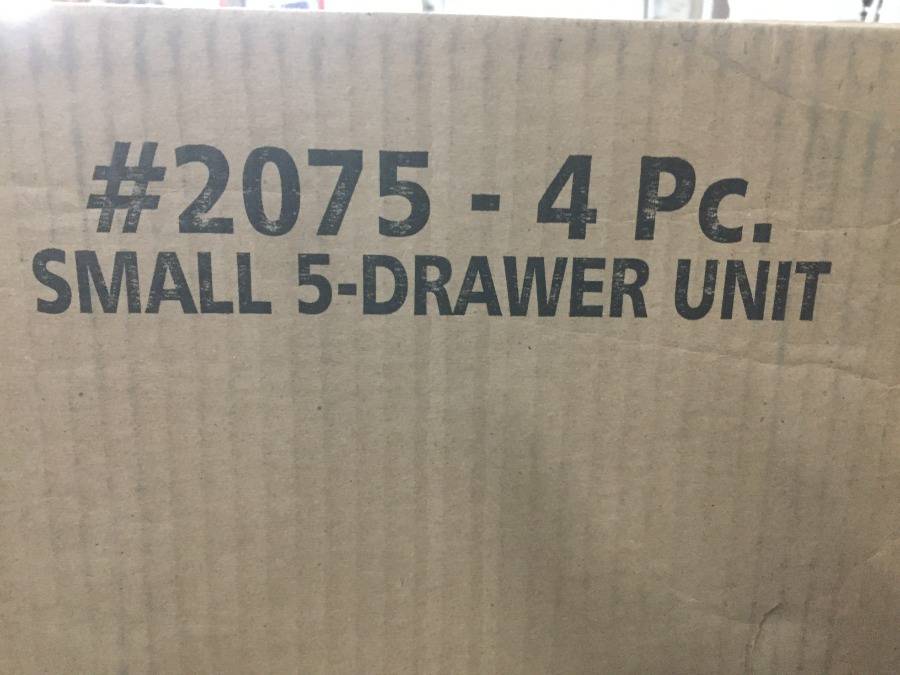 #2075 - 4 Pc.
SMALL 5-DRAWER UNIT